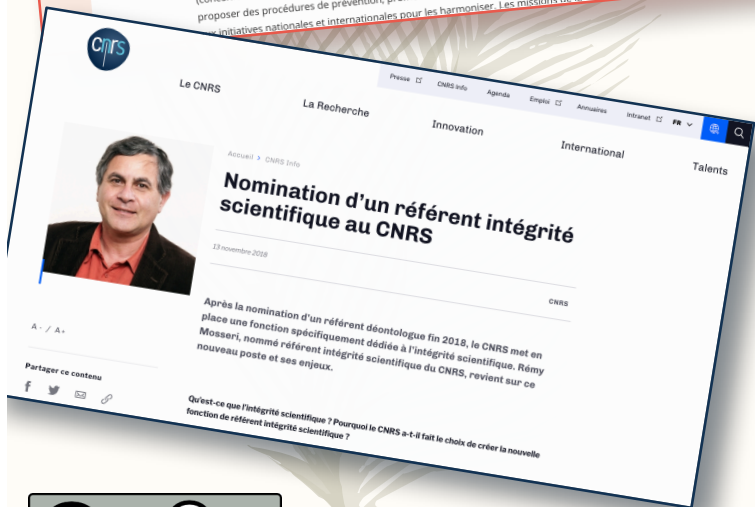 proposer des procédures de prévention,
initiatives nationales et internationales pour les harmoniser. Les missions de
cnrs
Presse CNRS Info Agenda Emploi Annuaires Intranet FR
Le CNRS La Recherche Innovation International Talents
Accueil > CNRS Info
Nomination d'un référent intégrité
scientifique au CNRS
13 novembre 2018
CNRS
Après la nomination d'un référent déontologue fin 2018, le CNRS met en
place une fonction spécifiquement dédiée à l'intégrité scientifique. Rémy
Mosseri, nommé référent intégrité scientifique du CNRS, revient sur ce
nouveau poste et ses enjeux.
A - / A+
Partager ce contenu
Qu'est-ce que l'intégrité scientifique ? Pourquoi le CNRS a-t-il fait le choix de créer la nouvelle
fonction de référent intégrité scientifique ?